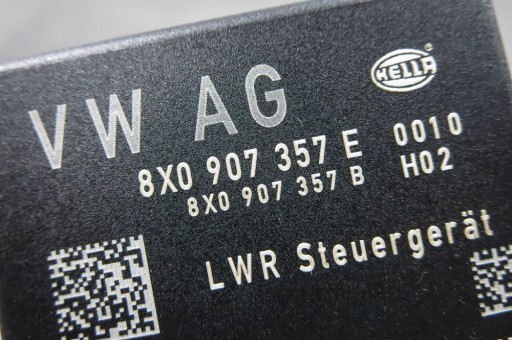 HELLA
VW AG
8X0 907 357 E 0010
8X0 907 357 B H02
LWR Steuergerät